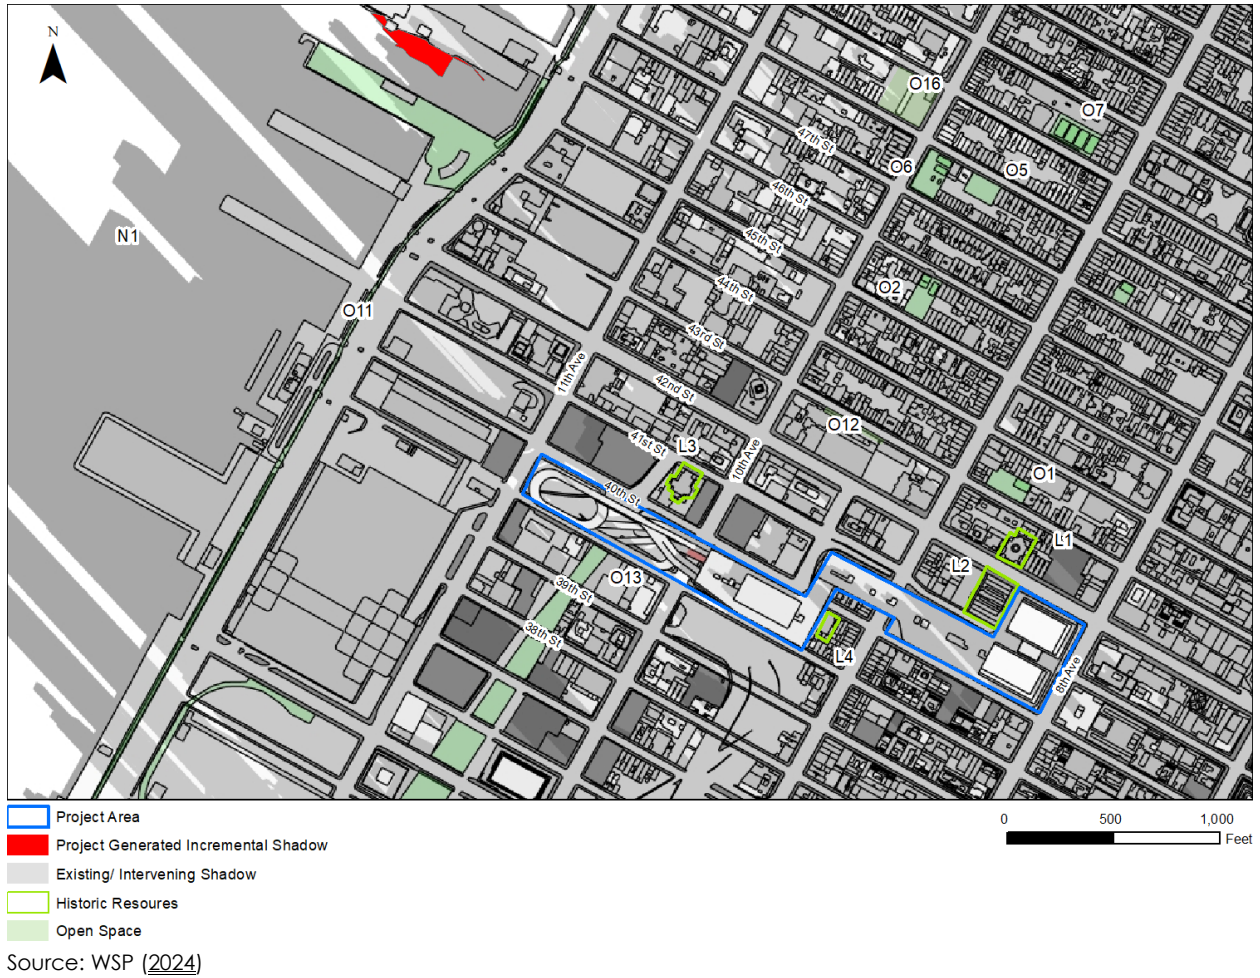 N
O16
O7
47th St
O6
O5
46th St
N1
45th St
O2
44th St
O11
43rd St
11th Ave
42nd St
O12
41st St
L3
10th Ave
O1
40th St
L1
L2
O13
39th St
38th St
L4
8th Ave
Project Area
0 500 1,000
Feet
Project Generated Incremental Shadow
Existing/ Intervening Shadow
Historic Resoures
Open Space
Source: WSP (2024)